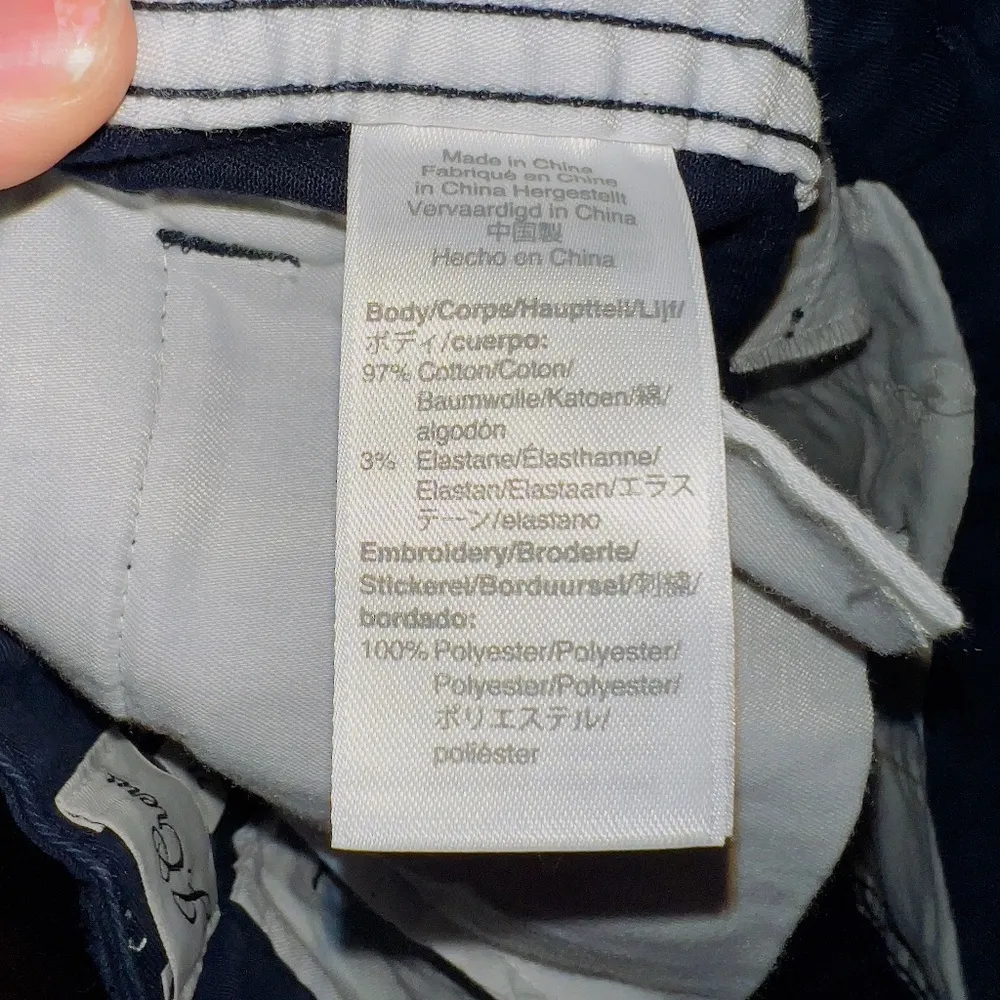 Made in China
Fabriqué en Chine
in China Hergestellt
Vervaardigd in China
中国製
Hecho en China
Body/Corps/Hauptteil/Lijf/
ボディ/cuerpo:
97% Cotton/Coton/
Baumwolle/Katoen/綿/
algodón
3% Elastane/Élasthanne/
Elastan/Elastaan/エラス
テーン/elastano
Embroidery/Broderie/
Stickerei/Borduursel/刺繍/
bordado:
100% Polyester/Polyester/
Polyester/Polyester/
ポリエステル/
poliéster
J.Crew